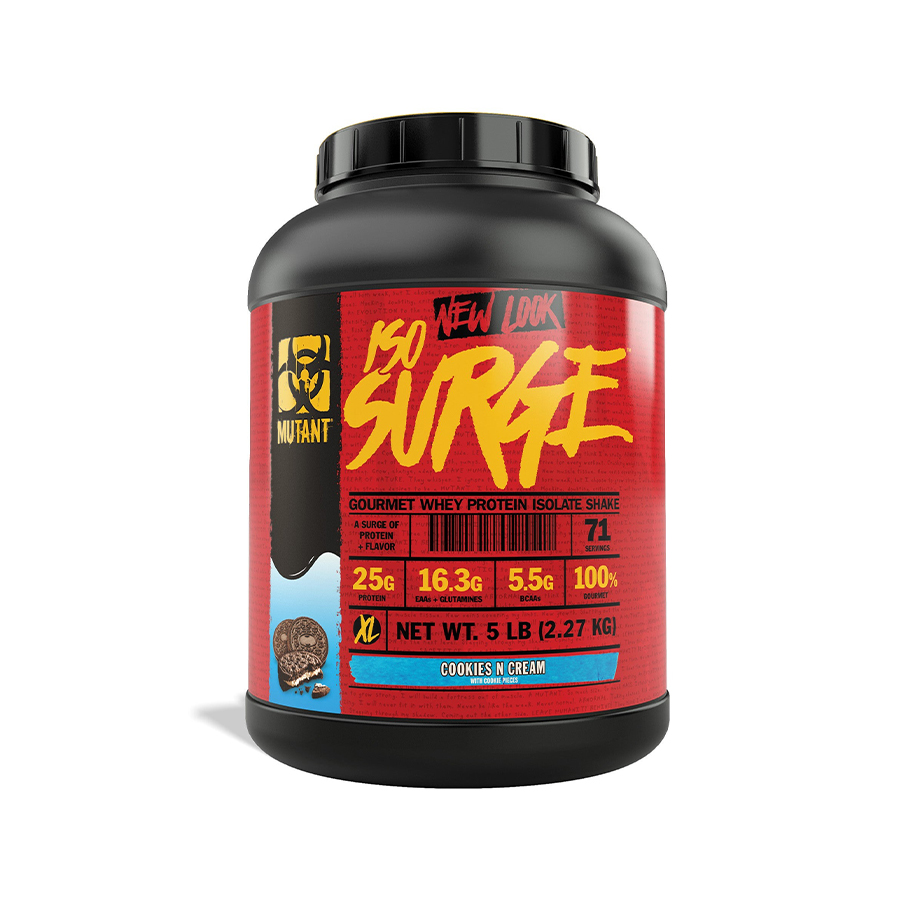 NEW LOOK
ISO
SURGE
MUTANT
GOURMET WHEY PROTEIN ISOLATE SHAKE
A SURGE OF
PROTEIN
+ FLAVOR
71
SERVINGS
25G
PROTEIN
16.3G
EAAs + GLUTAMINES
5.5G
BCAAs
100%
GOURMET
XL
NET WT. 5 LB (2.27 KG)
COOKIES N CREAM
WITH COOKIE PIECES